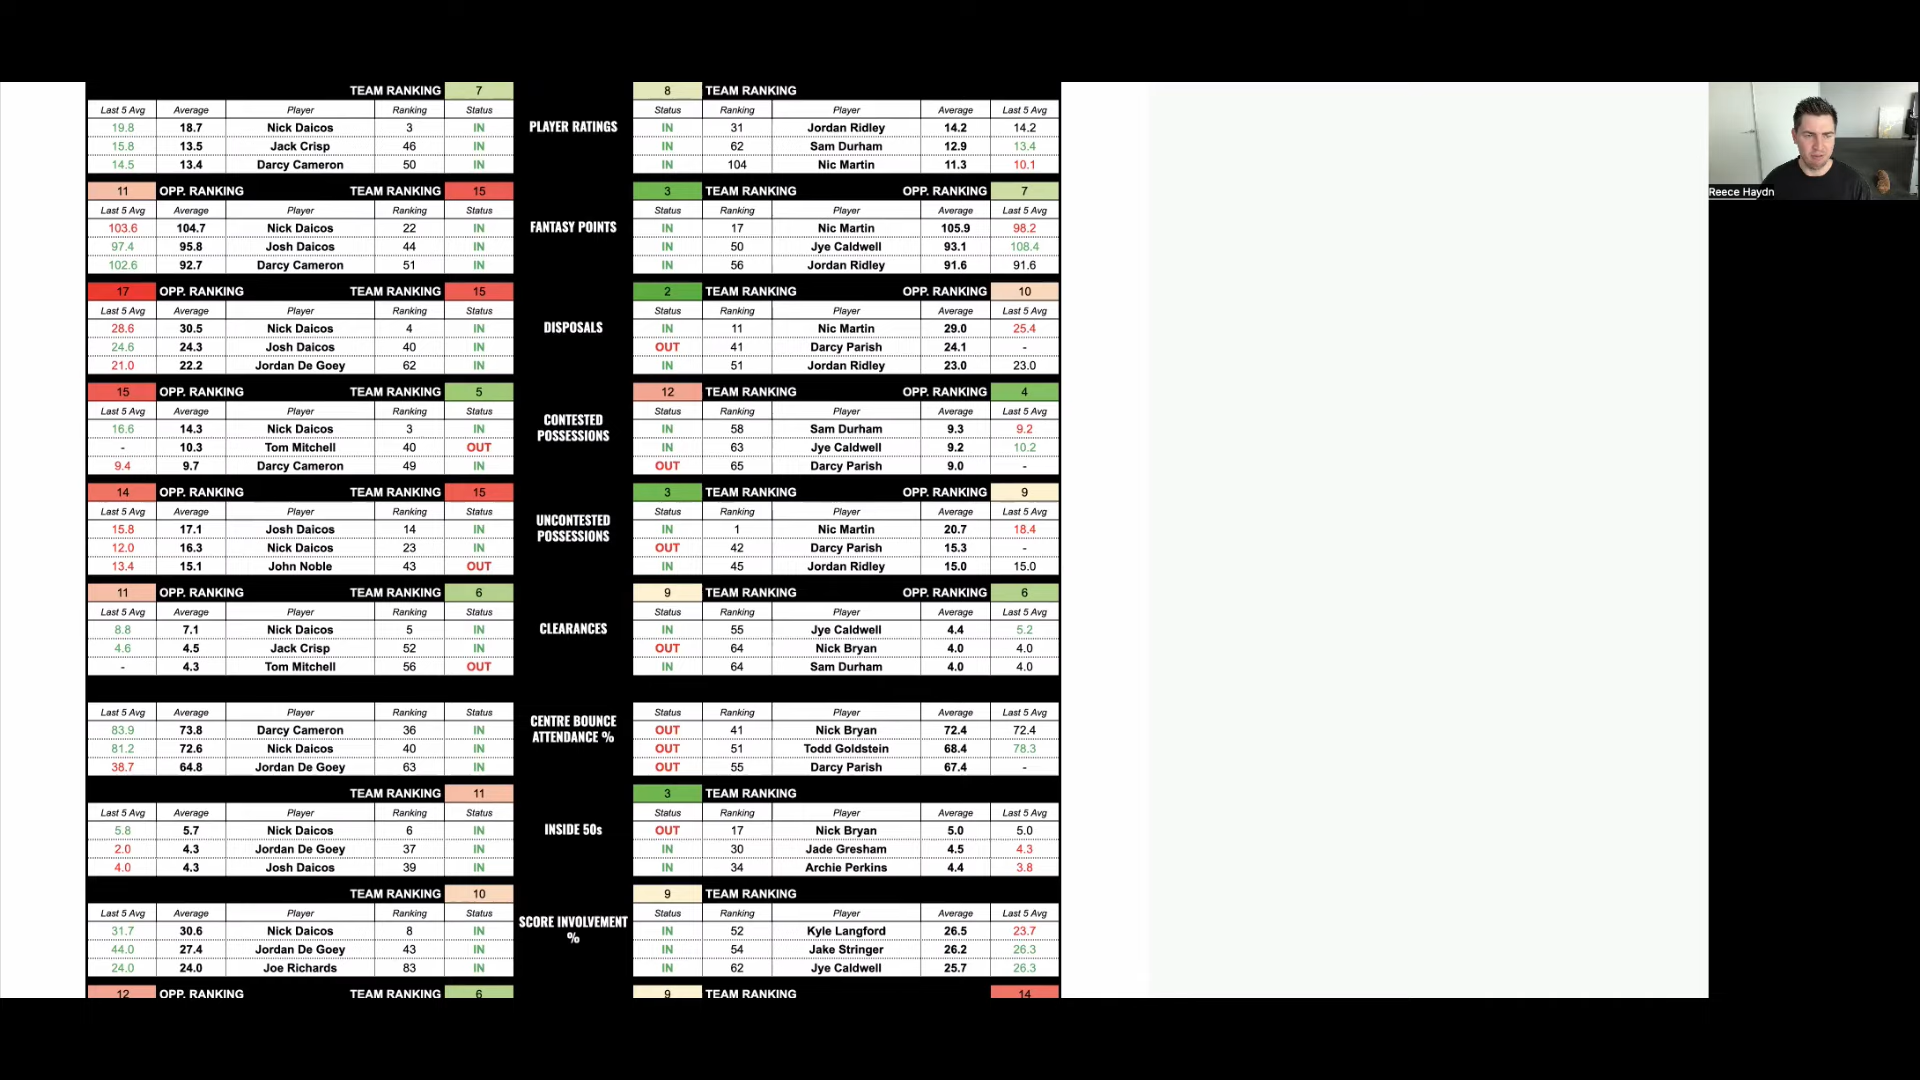 TEAM RANKING 7 8 TEAM RANKING
Last 5 Avg Average Player Ranking Status PLAYER RATINGS Status Ranking Player Average Last 5 Avg
19.8 18.7 Nick Daicos 3 IN IN 31 Jordan Ridley 14.2 14.2
15.8 13.5 Jack Crisp 46 IN IN 62 Sam Durham 12.9 13.4
14.5 13.4 Darcy Cameron 50 IN IN 104 Nic Martin 11.3 10.1
Reece Haydn
11 OPP. RANKING TEAM RANKING 15 3 TEAM RANKING OPP. RANKING 7
Last 5 Avg Average Player Ranking Status FANTASY POINTS Status Ranking Player Average Last 5 Avg
103.6 104.7 Nick Daicos 22 IN IN 17 Nic Martin 105.9 98.2
97.4 95.8 Josh Daicos 44 IN IN 50 Jye Caldwell 93.1 108.4
102.6 92.7 Darcy Cameron 51 IN IN 56 Jordan Ridley 91.6 91.6
17 OPP. RANKING TEAM RANKING 15 2 TEAM RANKING OPP. RANKING 10
Last 5 Avg Average Player Ranking Status DISPOSALS Status Ranking Player Average Last 5 Avg
28.6 30.5 Nick Daicos 4 IN IN 11 Nic Martin 29.0 25.4
24.6 24.3 Josh Daicos 40 IN OUT 41 Darcy Parish 24.1 -
21.0 22.2 Jordan De Goey 62 IN IN 51 Jordan Ridley 23.0 23.0
15 OPP. RANKING TEAM RANKING 5 12 TEAM RANKING OPP. RANKING 4
Last 5 Avg Average Player Ranking Status CONTESTED POSSESSIONS Status Ranking Player Average Last 5 Avg
16.6 14.3 Nick Daicos 3 IN IN 58 Sam Durham 9.3 9.2
- 10.3 Tom Mitchell 40 OUT IN 63 Jye Caldwell 9.2 10.2
9.4 9.7 Darcy Cameron 49 IN OUT 65 Darcy Parish 9.0 -
14 OPP. RANKING TEAM RANKING 15 3 TEAM RANKING OPP. RANKING 9
Last 5 Avg Average Player Ranking Status UNCONTESTED POSSESSIONS Status Ranking Player Average Last 5 Avg
15.8 17.1 Josh Daicos 14 IN IN 1 Nic Martin 20.7 18.4
12.0 16.3 Nick Daicos 23 IN OUT 42 Darcy Parish 15.3 -
13.4 15.1 John Noble 43 OUT IN 45 Jordan Ridley 15.0 15.0
11 OPP. RANKING TEAM RANKING 6 9 TEAM RANKING OPP. RANKING 6
Last 5 Avg Average Player Ranking Status CLEARANCES Status Ranking Player Average Last 5 Avg
8.8 7.1 Nick Daicos 5 IN IN 55 Jye Caldwell 4.4 5.2
4.6 4.5 Jack Crisp 52 IN OUT 64 Nick Bryan 4.0 4.0
- 4.3 Tom Mitchell 56 OUT IN 64 Sam Durham 4.0 4.0
Last 5 Avg Average Player Ranking Status CENTRE BOUNCE ATTENDANCE % Status Ranking Player Average Last 5 Avg
83.9 73.8 Darcy Cameron 36 IN OUT 41 Nick Bryan 72.4 72.4
81.2 72.6 Nick Daicos 40 IN OUT 51 Todd Goldstein 68.4 78.3
38.7 64.8 Jordan De Goey 63 IN OUT 55 Darcy Parish 67.4 -
TEAM RANKING 11 3 TEAM RANKING
Last 5 Avg Average Player Ranking Status INSIDE 50s Status Ranking Player Average Last 5 Avg
5.8 5.7 Nick Daicos 6 IN OUT 17 Nick Bryan 5.0 5.0
2.0 4.3 Jordan De Goey 37 IN IN 30 Jade Gresham 4.5 4.3
4.0 4.3 Josh Daicos 39 IN IN 34 Archie Perkins 4.4 3.8
TEAM RANKING 10 9 TEAM RANKING
Last 5 Avg Average Player Ranking Status SCORE INVOLVEMENT % Status Ranking Player Average Last 5 Avg
31.7 30.6 Nick Daicos 8 IN IN 52 Kyle Langford 26.5 23.7
44.0 27.4 Jordan De Goey 43 IN IN 54 Jake Stringer 26.2 26.3
24.0 24.0 Joe Richards 83 IN IN 62 Jye Caldwell 25.7 26.3
12 OPP. RANKING TEAM RANKING 6 9 TEAM RANKING 14